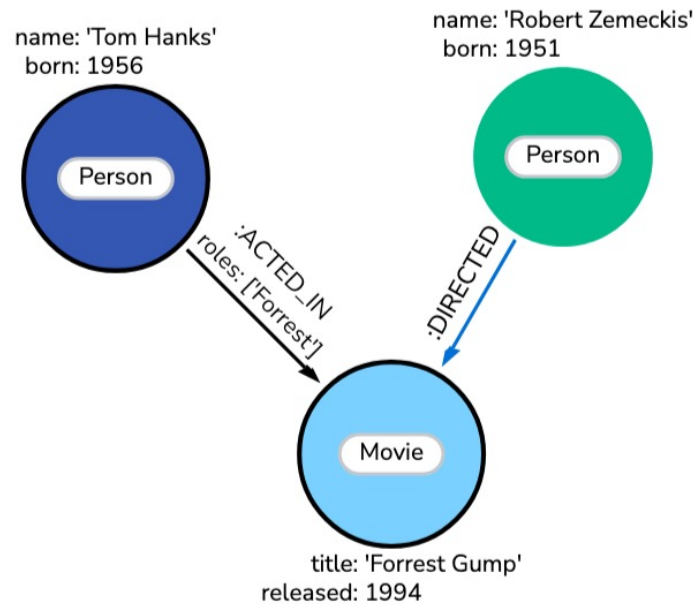 name: 'Tom Hanks'
born: 1956
Person
name: 'Robert Zemeckis'
born: 1951
Person
:ACTED_IN
roles: ['Forrest']
:DIRECTED
Movie
title: 'Forrest Gump'
released: 1994